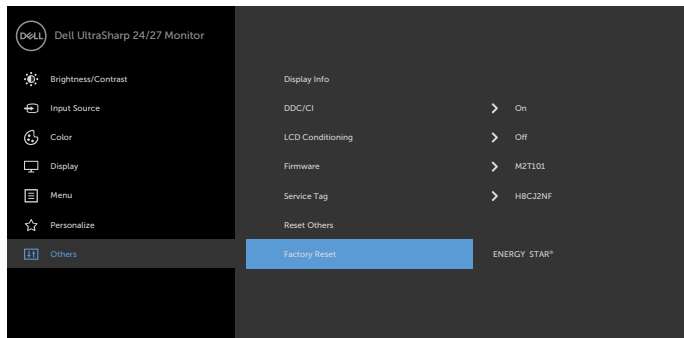 DELL Dell UltraSharp 24/27 Monitor
Brightness/Contrast Display Info
Input Source DDC/CI On
Color LCD Conditioning Off
Display Firmware M2T101
Menu Service Tag H8CJ2NF
Personalize Reset Others
Others Factory Reset ENERGY STAR®